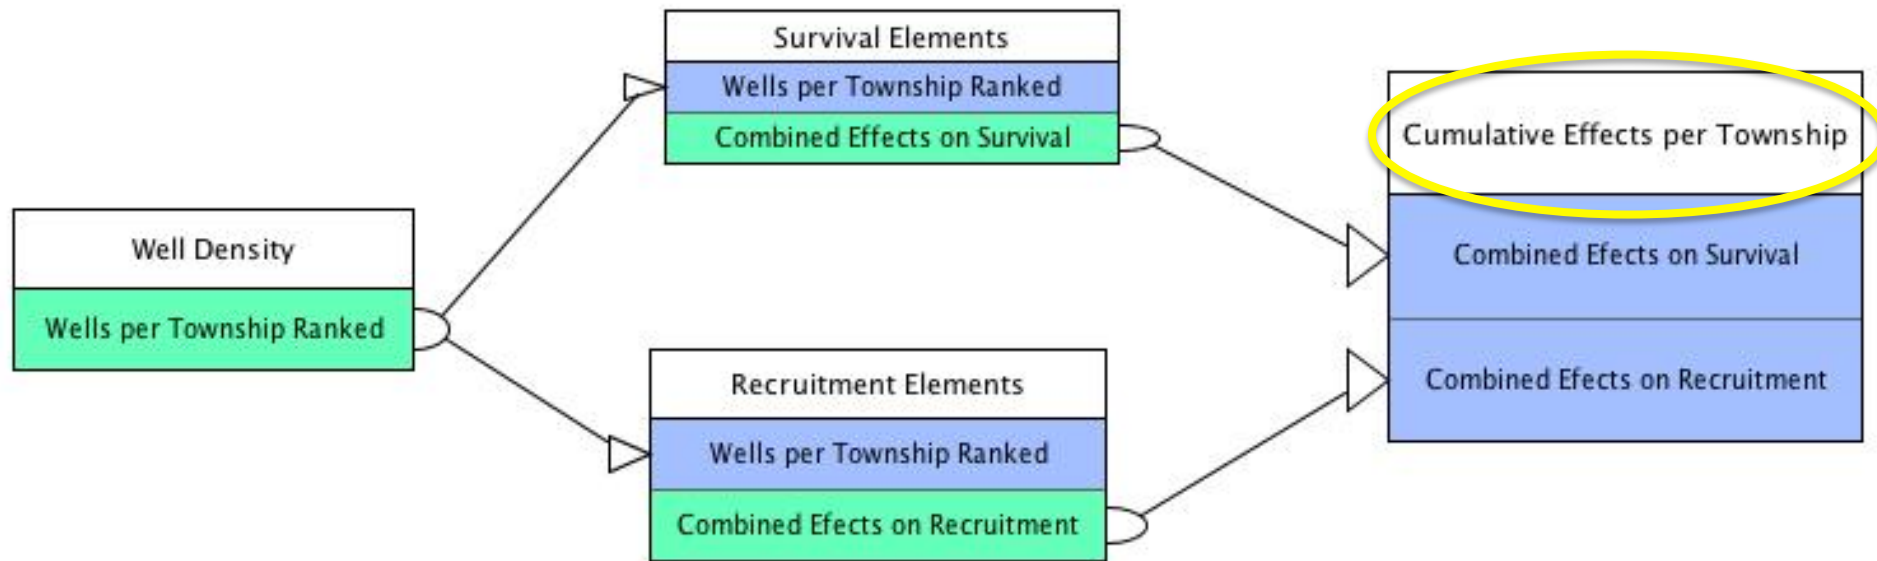 Survival Elements
Wells per Township Ranked
Combined Effects on Survival
Cumulative Effects per Township
Combined Efects on Survival
Combined Efects on Recruitment
Well Density
Wells per Township Ranked
Recruitment Elements
Wells per Township Ranked
Combined Efects on Recruitment